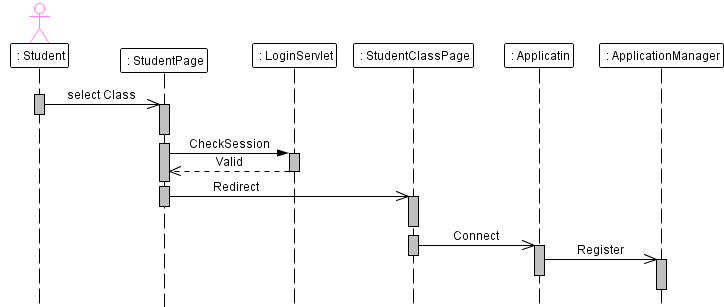 : Student
: StudentPage
: LoginServlet
: StudentClassPage
: Applicatin
: ApplicationManager
select Class
CheckSession
Valid
Redirect
Connect
Register